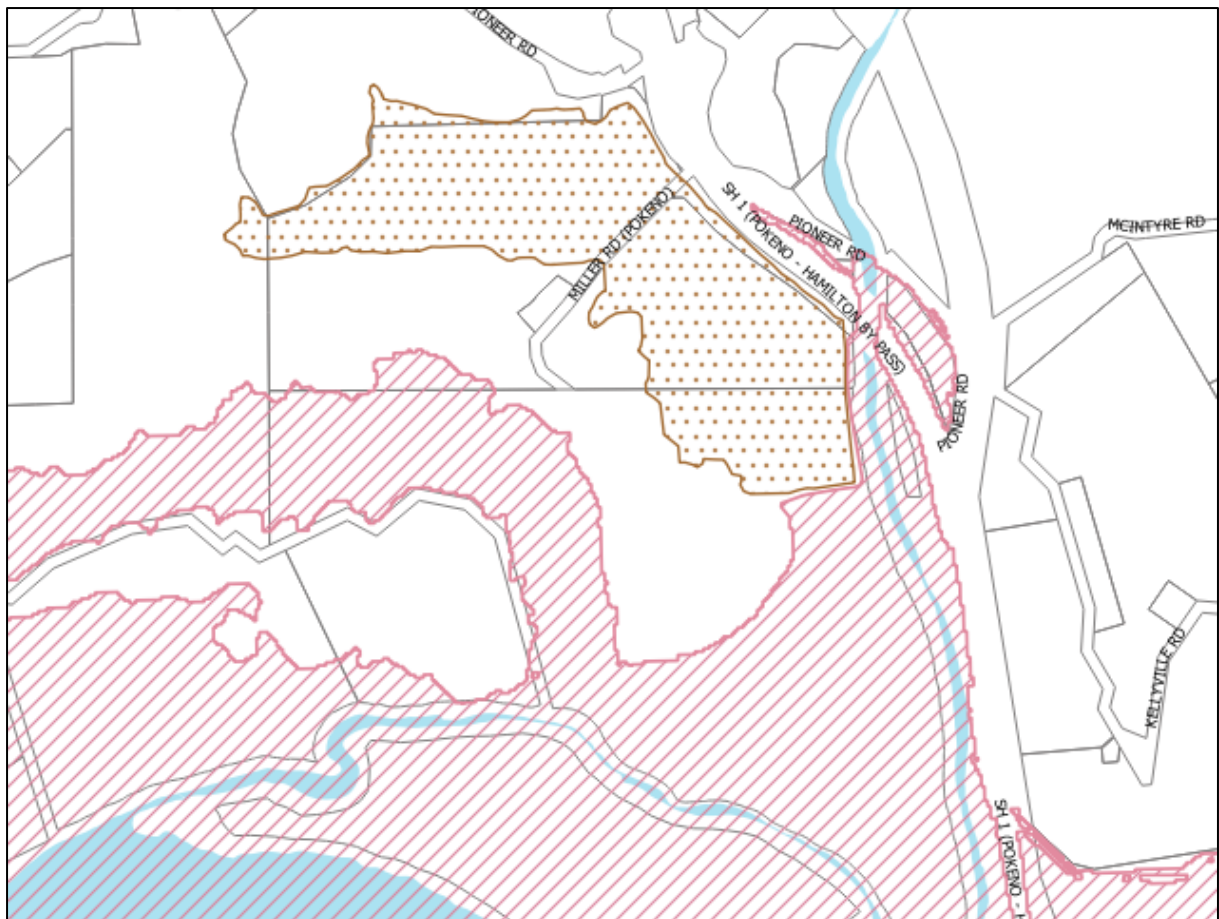 PIONEER RD
MILLER RD (POKENO)
SH 1 (POKENO - HAMILTON BY PASS)
PIONEER RD
MCINTYRE RD
PIONEER RD
KELLYVILLE RD
SH 1 (POKENO - H